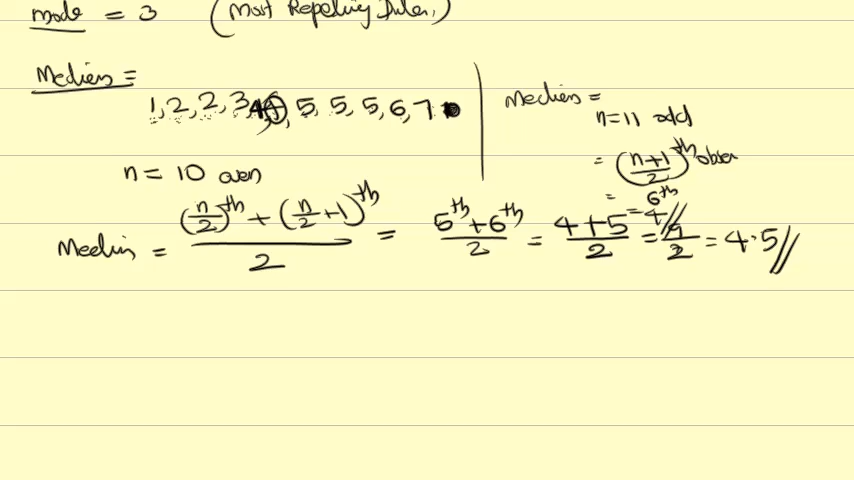 mode = 3 (Most Repeating
Median =
1, 2, 2, 3, 4, 5, 5, 5, 6, 7
n = 10 even
Median = (n/2)th + (n/2 + 1)th / 2 = 5th + 6th / 2 = 4 + 5 / 2 = 9/2 = 4.5//
Median =
n = 11 odd
= (n+1/2)th obser
= 6th
= 4//